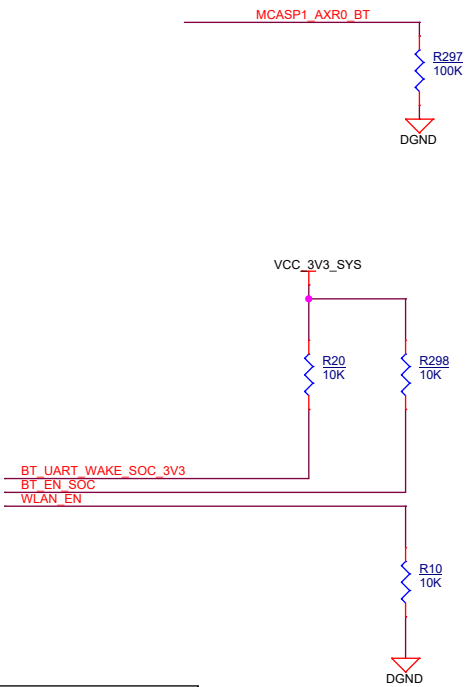 MCASP1_AXR0_BT
R297
100K
DGND
VCC_3V3_SYS
R20
10K
R298
10K
BT_UART_WAKE_SOC_3V3
BT_EN_SOC
WLAN_EN
R10
10K
DGND